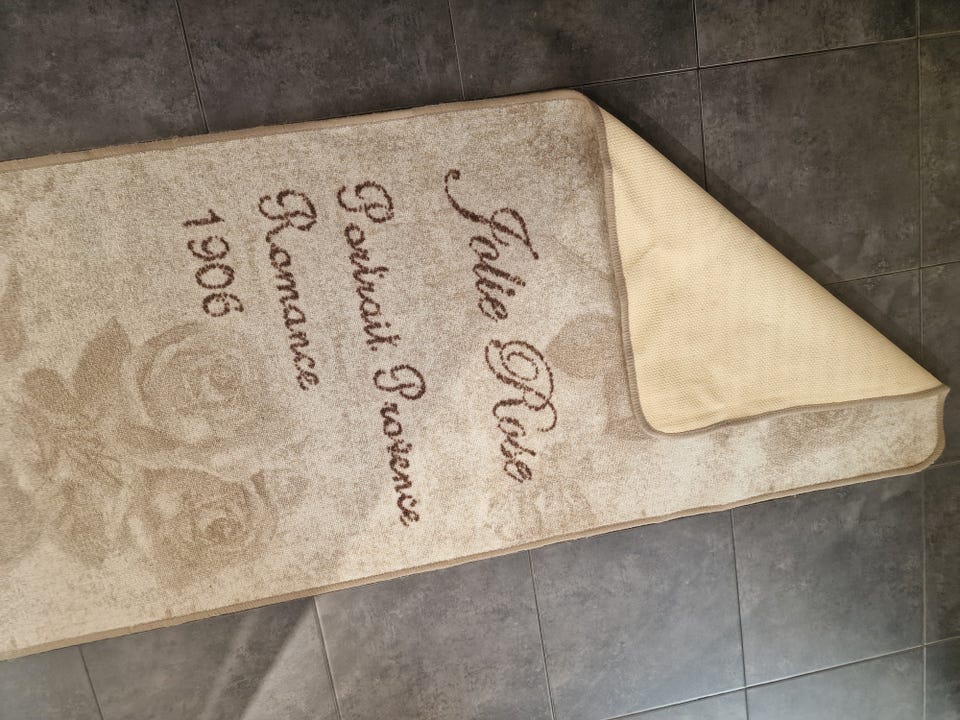 Jolie Rose
Portrait Provence
Romance
1906